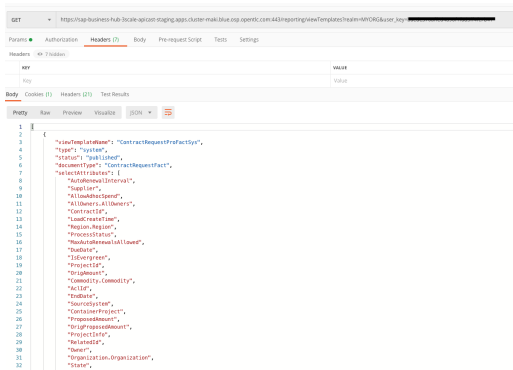 GET https://sap-business-hub-3scale-apicast-staging.apps.cluster-maki.blue.osp.opentlc.com:443/reporting/viewTemplates?realm=MYORG&user_key=
Params Authorization Headers (7) Body Pre-request Script Tests Settings
Headers 7 hidden
KEY VALUE
Key Value
Body Cookies (1) Headers (21) Test Results
Pretty Raw Preview Visualize JSON
1 [
2 {
3 "viewTemplateName": "ContractRequestProFactSys",
4 "type": "system",
5 "status": "published",
6 "documentType": "ContractRequestFact",
7 "selectAttributes": [
8 "AutoRenewalInterval",
9 "Supplier",
10 "AllowAdhocSpend",
11 "AllOwners.AllOwners",
12 "ContractId",
13 "LoadCreateTime",
14 "Region.Region",
15 "ProcessStatus",
16 "MaxAutoRenewalsAllowed",
17 "DueDate",
18 "IsEvergreen",
19 "ProjectId",
20 "OrigAmount",
21 "Commodity.Commodity",
22 "AclId",
23 "EndDate",
24 "SourceSystem",
25 "ContainerProject",
26 "ProposedAmount",
27 "OrigProposedAmount",
28 "ProjectInfo",
29 "RelatedId",
30 "Owner",
31 "Organization.Organization",
32 "State",